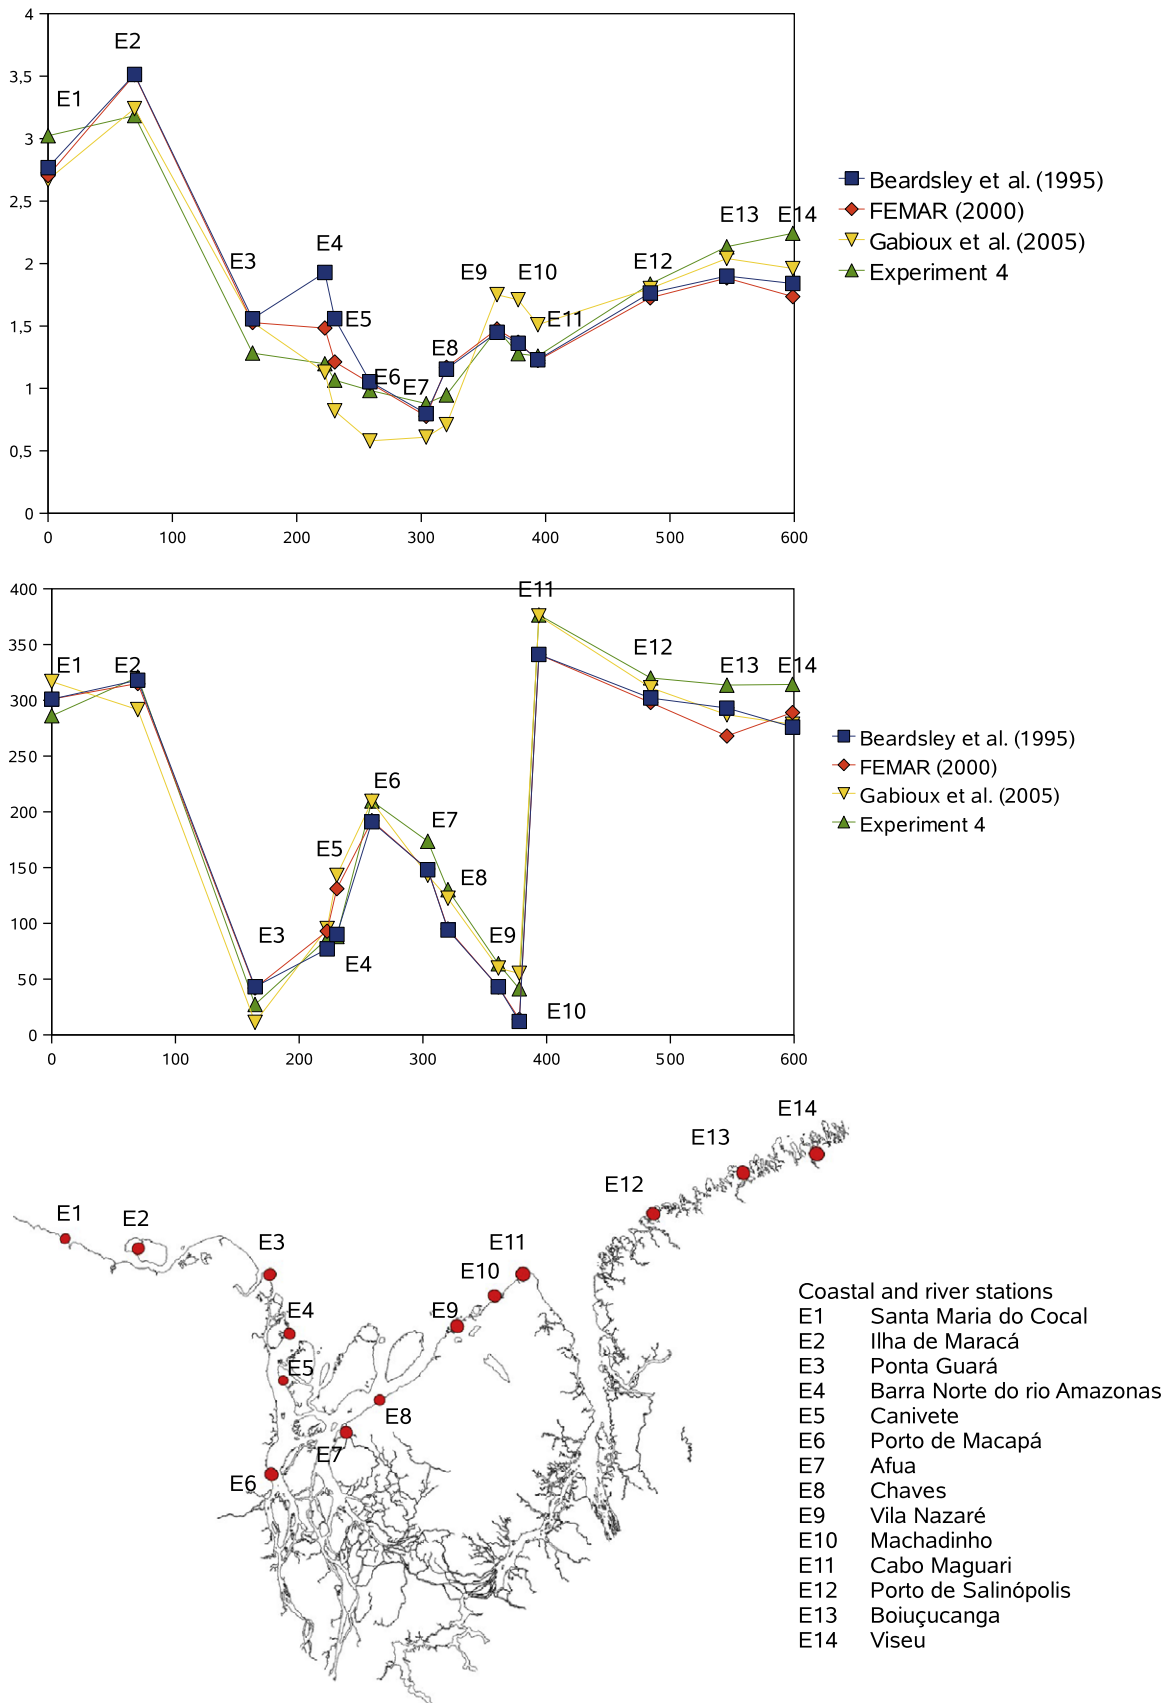 4
3,5
3
2,5
2
1,5
1
0,5
0
0 100 200 300 400 500 600
E1
E2
E3
E4
E5
E6
E7
E8
E9
E10
E11
E12
E13
E14
Beardsley et al. (1995)
FEMAR (2000)
Gabioux et al. (2005)
Experiment 4
400
350
300
250
200
150
100
50
0
0 100 200 300 400 500 600
E1
E2
E3
E4
E5
E6
E7
E8
E9
E10
E11
E12
E13
E14
Beardsley et al. (1995)
FEMAR (2000)
Gabioux et al. (2005)
Experiment 4
E1
E2
E3
E4
E5
E6
E7
E8
E9
E10
E11
E12
E13
E14
Coastal and river stations
E1 Santa Maria do Cocal
E2 Ilha de Maracá
E3 Ponta Guará
E4 Barra Norte do rio Amazonas
E5 Canivete
E6 Porto de Macapá
E7 Afua
E8 Chaves
E9 Vila Nazaré
E10 Machadinho
E11 Cabo Maguari
E12 Porto de Salinópolis
E13 Boiuçucanga
E14 Viseu